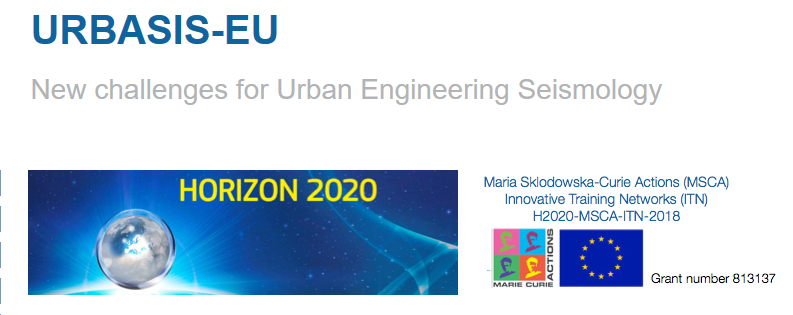 URBASIS-EU
New challenges for Urban Engineering Seismology
HORIZON 2020
Maria Sklodowska-Curie Actions (MSCA)
Innovative Training Networks (ITN)
H2020-MSCA-ITN-2018
MARIE CURIE
ACTIONS
Grant number 813137